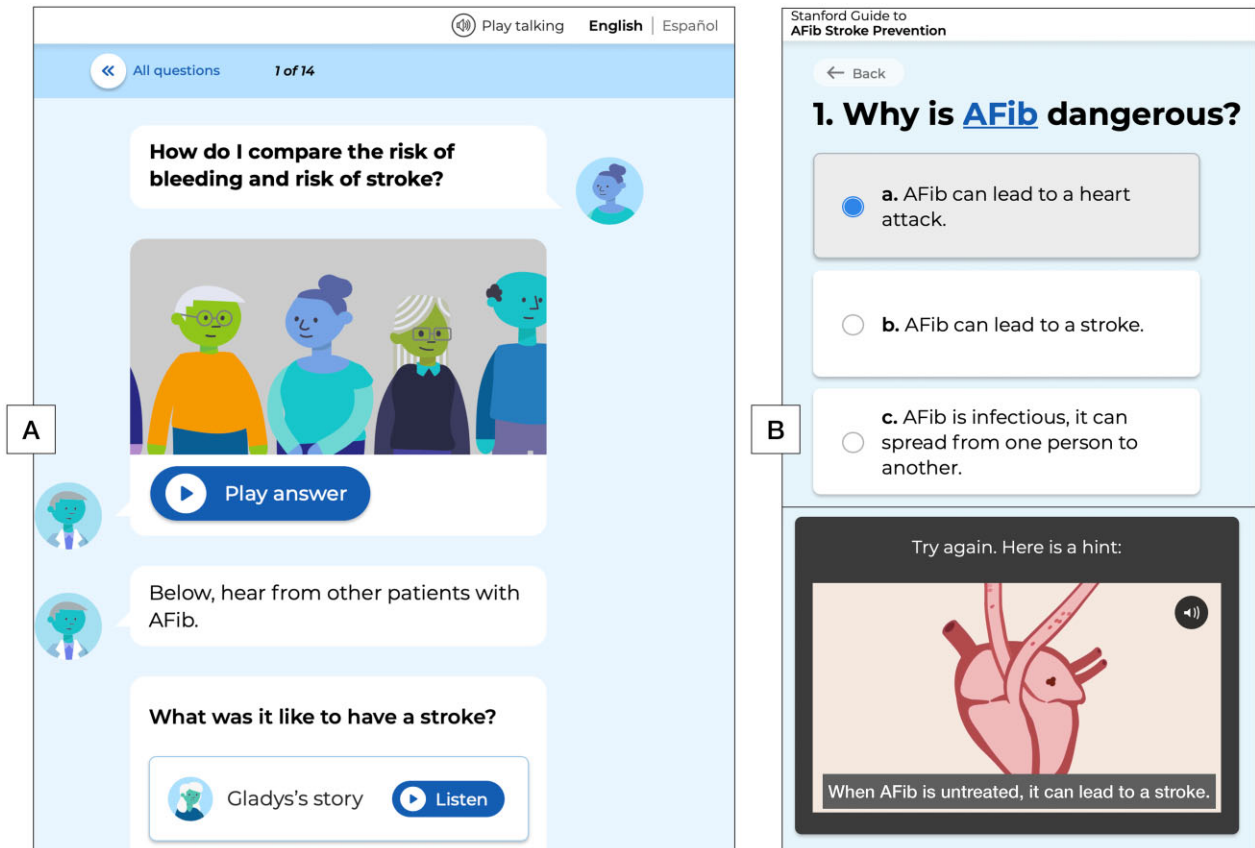 Play talking English | Español
All questions 1 of 14
How do I compare the risk of
bleeding and risk of stroke?
A
Play answer
Below, hear from other patients with
AFib.
What was it like to have a stroke?
Gladys's story Listen
Stanford Guide to
AFib Stroke Prevention
Back
1. Why is AFib dangerous?
a. AFib can lead to a heart
attack.
b. AFib can lead to a stroke.
B
c. AFib is infectious, it can
spread from one person to
another.
Try again. Here is a hint:
When AFib is untreated, it can lead to a stroke.